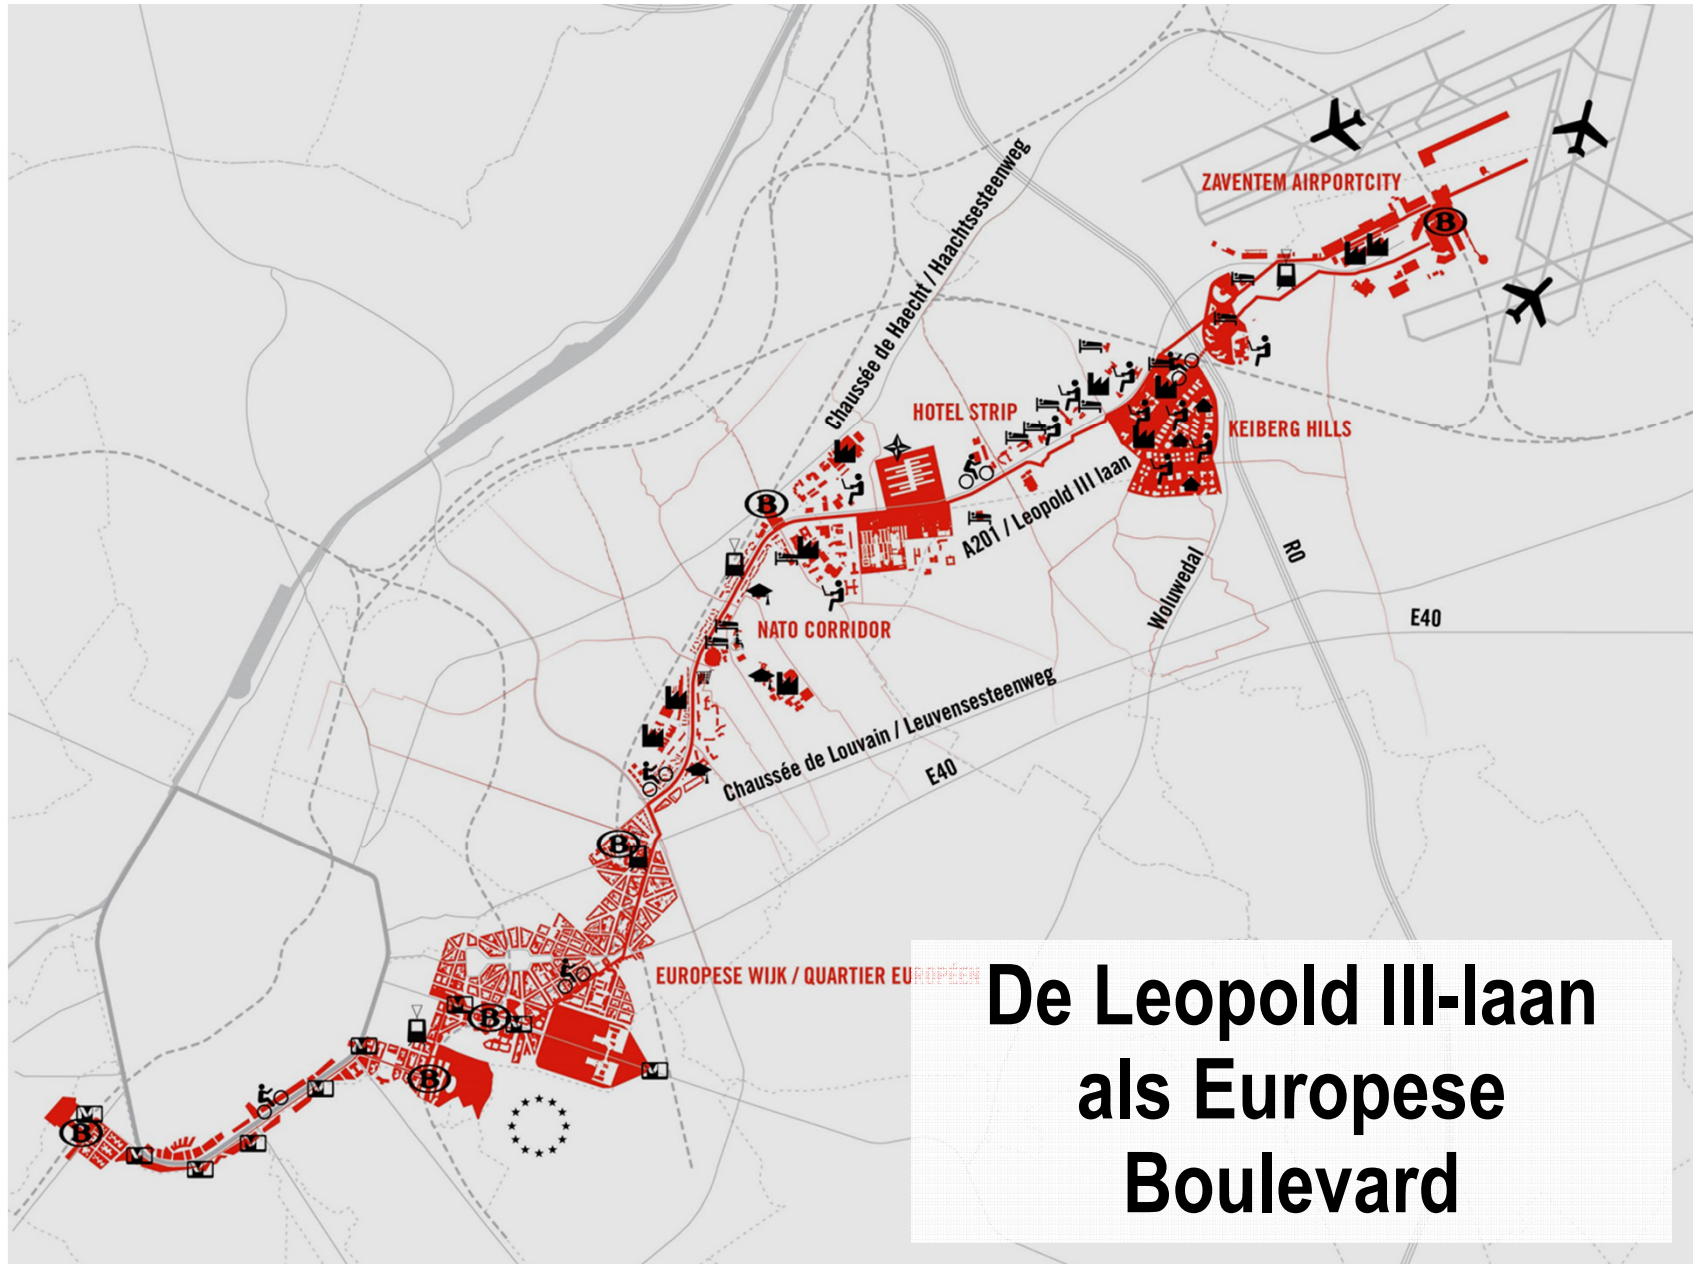 ZAVENTEM AIRPORTCITY
B
Chaussée de Haecht / Haachtsesteenweg
HOTEL STRIP
KEIBERG HILLS
A201 / Leopold III laan
B
R0
Woluwedal
E40
NATO CORRIDOR
Chaussée de Louvain / Leuvensesteenweg
E40
B
EUROPESE WIJK / QUARTIER EUROPÉEN
De Leopold III-laan
als Europese
Boulevard
M
B
M
M
M
B
M
M
B
M
M
M